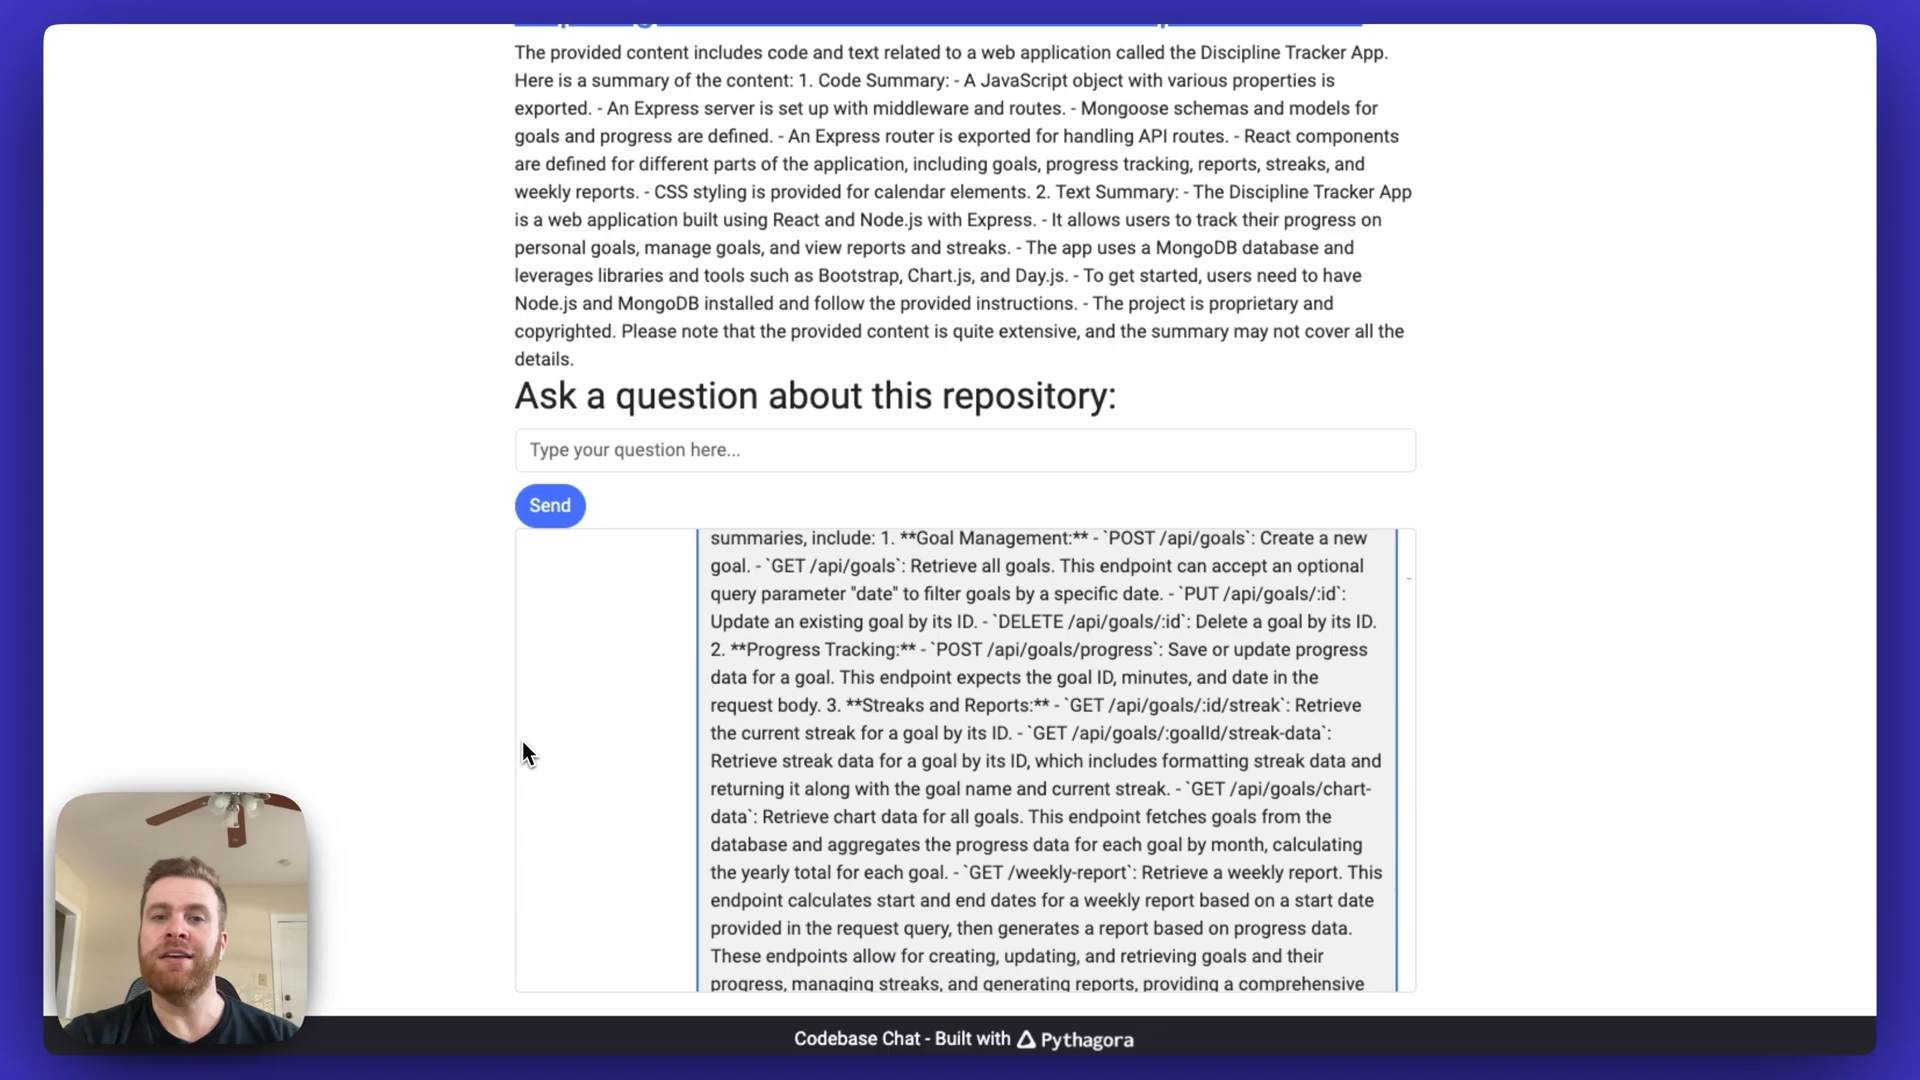 The provided content includes code and text related to a web application called the Discipline Tracker App.
Here is a summary of the content: 1. Code Summary: - A JavaScript object with various properties is
exported. - An Express server is set up with middleware and routes. - Mongoose schemas and models for
goals and progress are defined. - An Express router is exported for handling API routes. - React components
are defined for different parts of the application, including goals, progress tracking, reports, streaks, and
weekly reports. - CSS styling is provided for calendar elements. 2. Text Summary: - The Discipline Tracker App
is a web application built using React and Node.js with Express. - It allows users to track their progress on
personal goals, manage goals, and view reports and streaks. - The app uses a MongoDB database and
leverages libraries and tools such as Bootstrap, Chart.js, and Day.js. - To get started, users need to have
Node.js and MongoDB installed and follow the provided instructions. - The project is proprietary and
copyrighted. Please note that the provided content is quite extensive, and the summary may not cover all the
details.
Ask a question about this repository:
Type your question here...
Send
summaries, include: 1. **Goal Management:** - `POST /api/goals`: Create a new
goal. - `GET /api/goals`: Retrieve all goals. This endpoint can accept an optional
query parameter "date" to filter goals by a specific date. - `PUT /api/goals/:id`:
Update an existing goal by its ID. - `DELETE /api/goals/:id`: Delete a goal by its ID.
2. **Progress Tracking:** - `POST /api/goals/progress`: Save or update progress
data for a goal. This endpoint expects the goal ID, minutes, and date in the
request body. 3. **Streaks and Reports:** - `GET /api/goals/:id/streak`: Retrieve
the current streak for a goal by its ID. - `GET /api/goals/:goalId/streak-data`:
Retrieve streak data for a goal by its ID, which includes formatting streak data and
returning it along with the goal name and current streak. - `GET /api/goals/chart-
data`: Retrieve chart data for all goals. This endpoint fetches goals from the
database and aggregates the progress data for each goal by month, calculating
the yearly total for each goal. - `GET /weekly-report`: Retrieve a weekly report. This
endpoint calculates start and end dates for a weekly report based on a start date
provided in the request query, then generates a report based on progress data.
These endpoints allow for creating, updating, and retrieving goals and their
progress, managing streaks, and generating reports, providing a comprehensive
Codebase Chat - Built with Pythagora